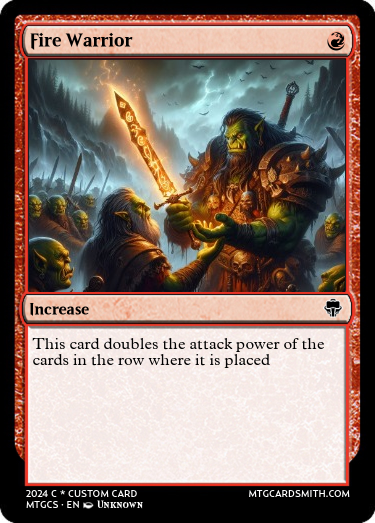 Fire Warrior
Increase
This card doubles the attack power of the
cards in the row where it is placed
2024 C * CUSTOM CARD
MTGCARDSMITH.COM
MTGCS · EN Unknown